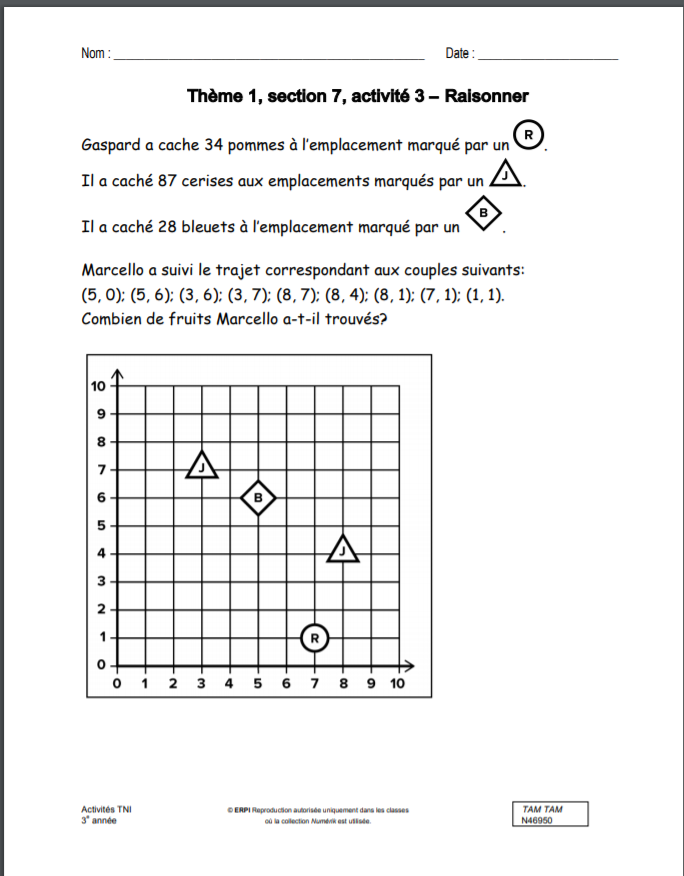 Nom : ______________________ Date : ______________
Thème 1, section 7, activité 3 – Raisonner
Gaspard a cache 34 pommes à l'emplacement marqué par un R.
Il a caché 87 cerises aux emplacements marqués par un J.
Il a caché 28 bleuets à l'emplacement marqué par un B.
Marcello a suivi le trajet correspondant aux couples suivants:
(5, 0); (5, 6); (3, 6); (3, 7); (8, 7); (8, 4); (8, 1); (7, 1); (1, 1).
Combien de fruits Marcello a-t-il trouvés?
10
9
8
7 J
6 B
5
4 J
3
2
1 R
0
0 1 2 3 4 5 6 7 8 9 10
Activités TNI © ERPI Reproduction autorisée uniquement dans les classes TAM TAM
3e année où la collection Numérik est utilisée. N46950